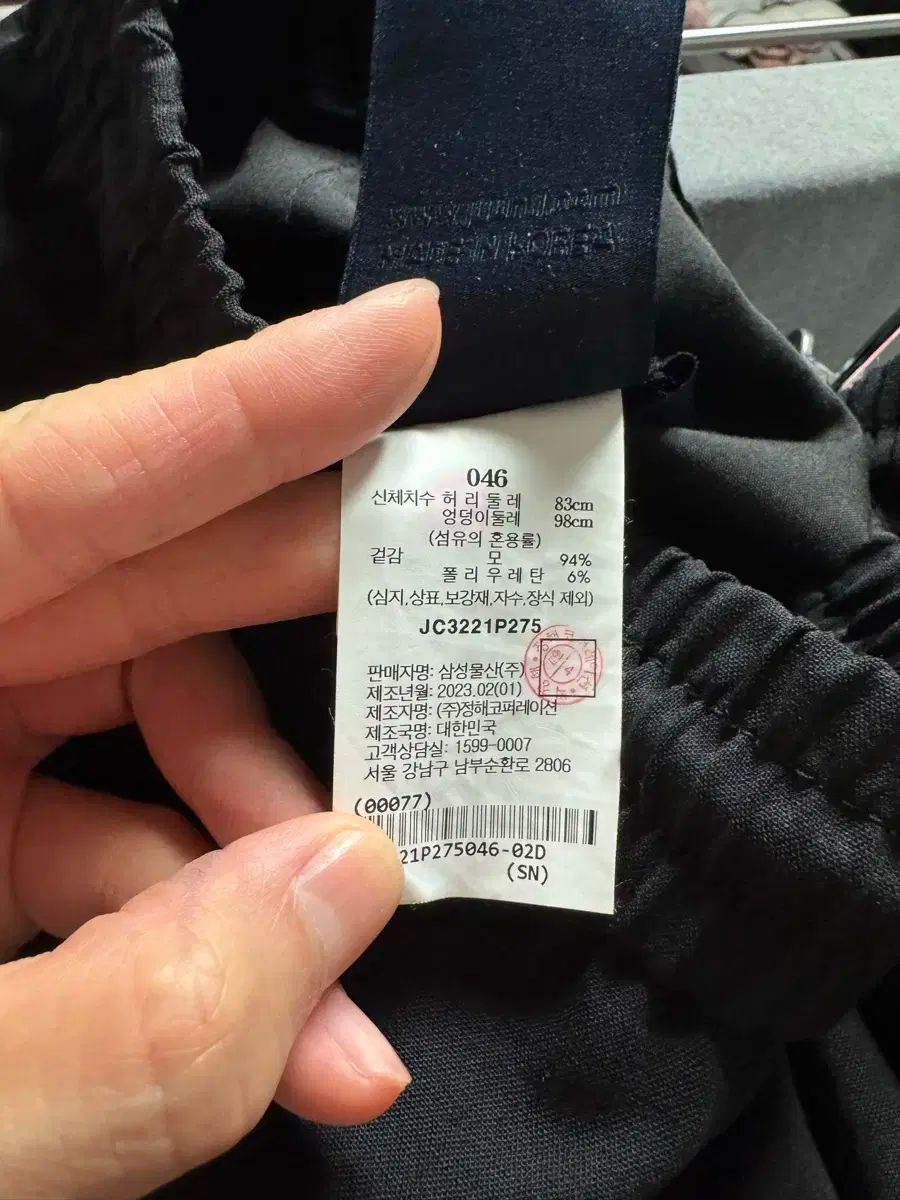 MADE IN KOREA
046
신체치수 허 리 둘 레 83cm
엉덩이둘레 98cm
(섬유의 혼용률)
겉감 모 94%
폴 리 우 레 탄 6%
(심지,상표,보강재,자수,장식 제외)
JC3221P275
판매자명: 삼성물산(주)
제조년월: 2023.02(01)
제조자명: (주)정해코퍼레이션
제조국명: 대한민국
고객상담실: 1599-0007
서울 강남구 남부순환로 2806
(00077)
21P275046-02D
(SN)